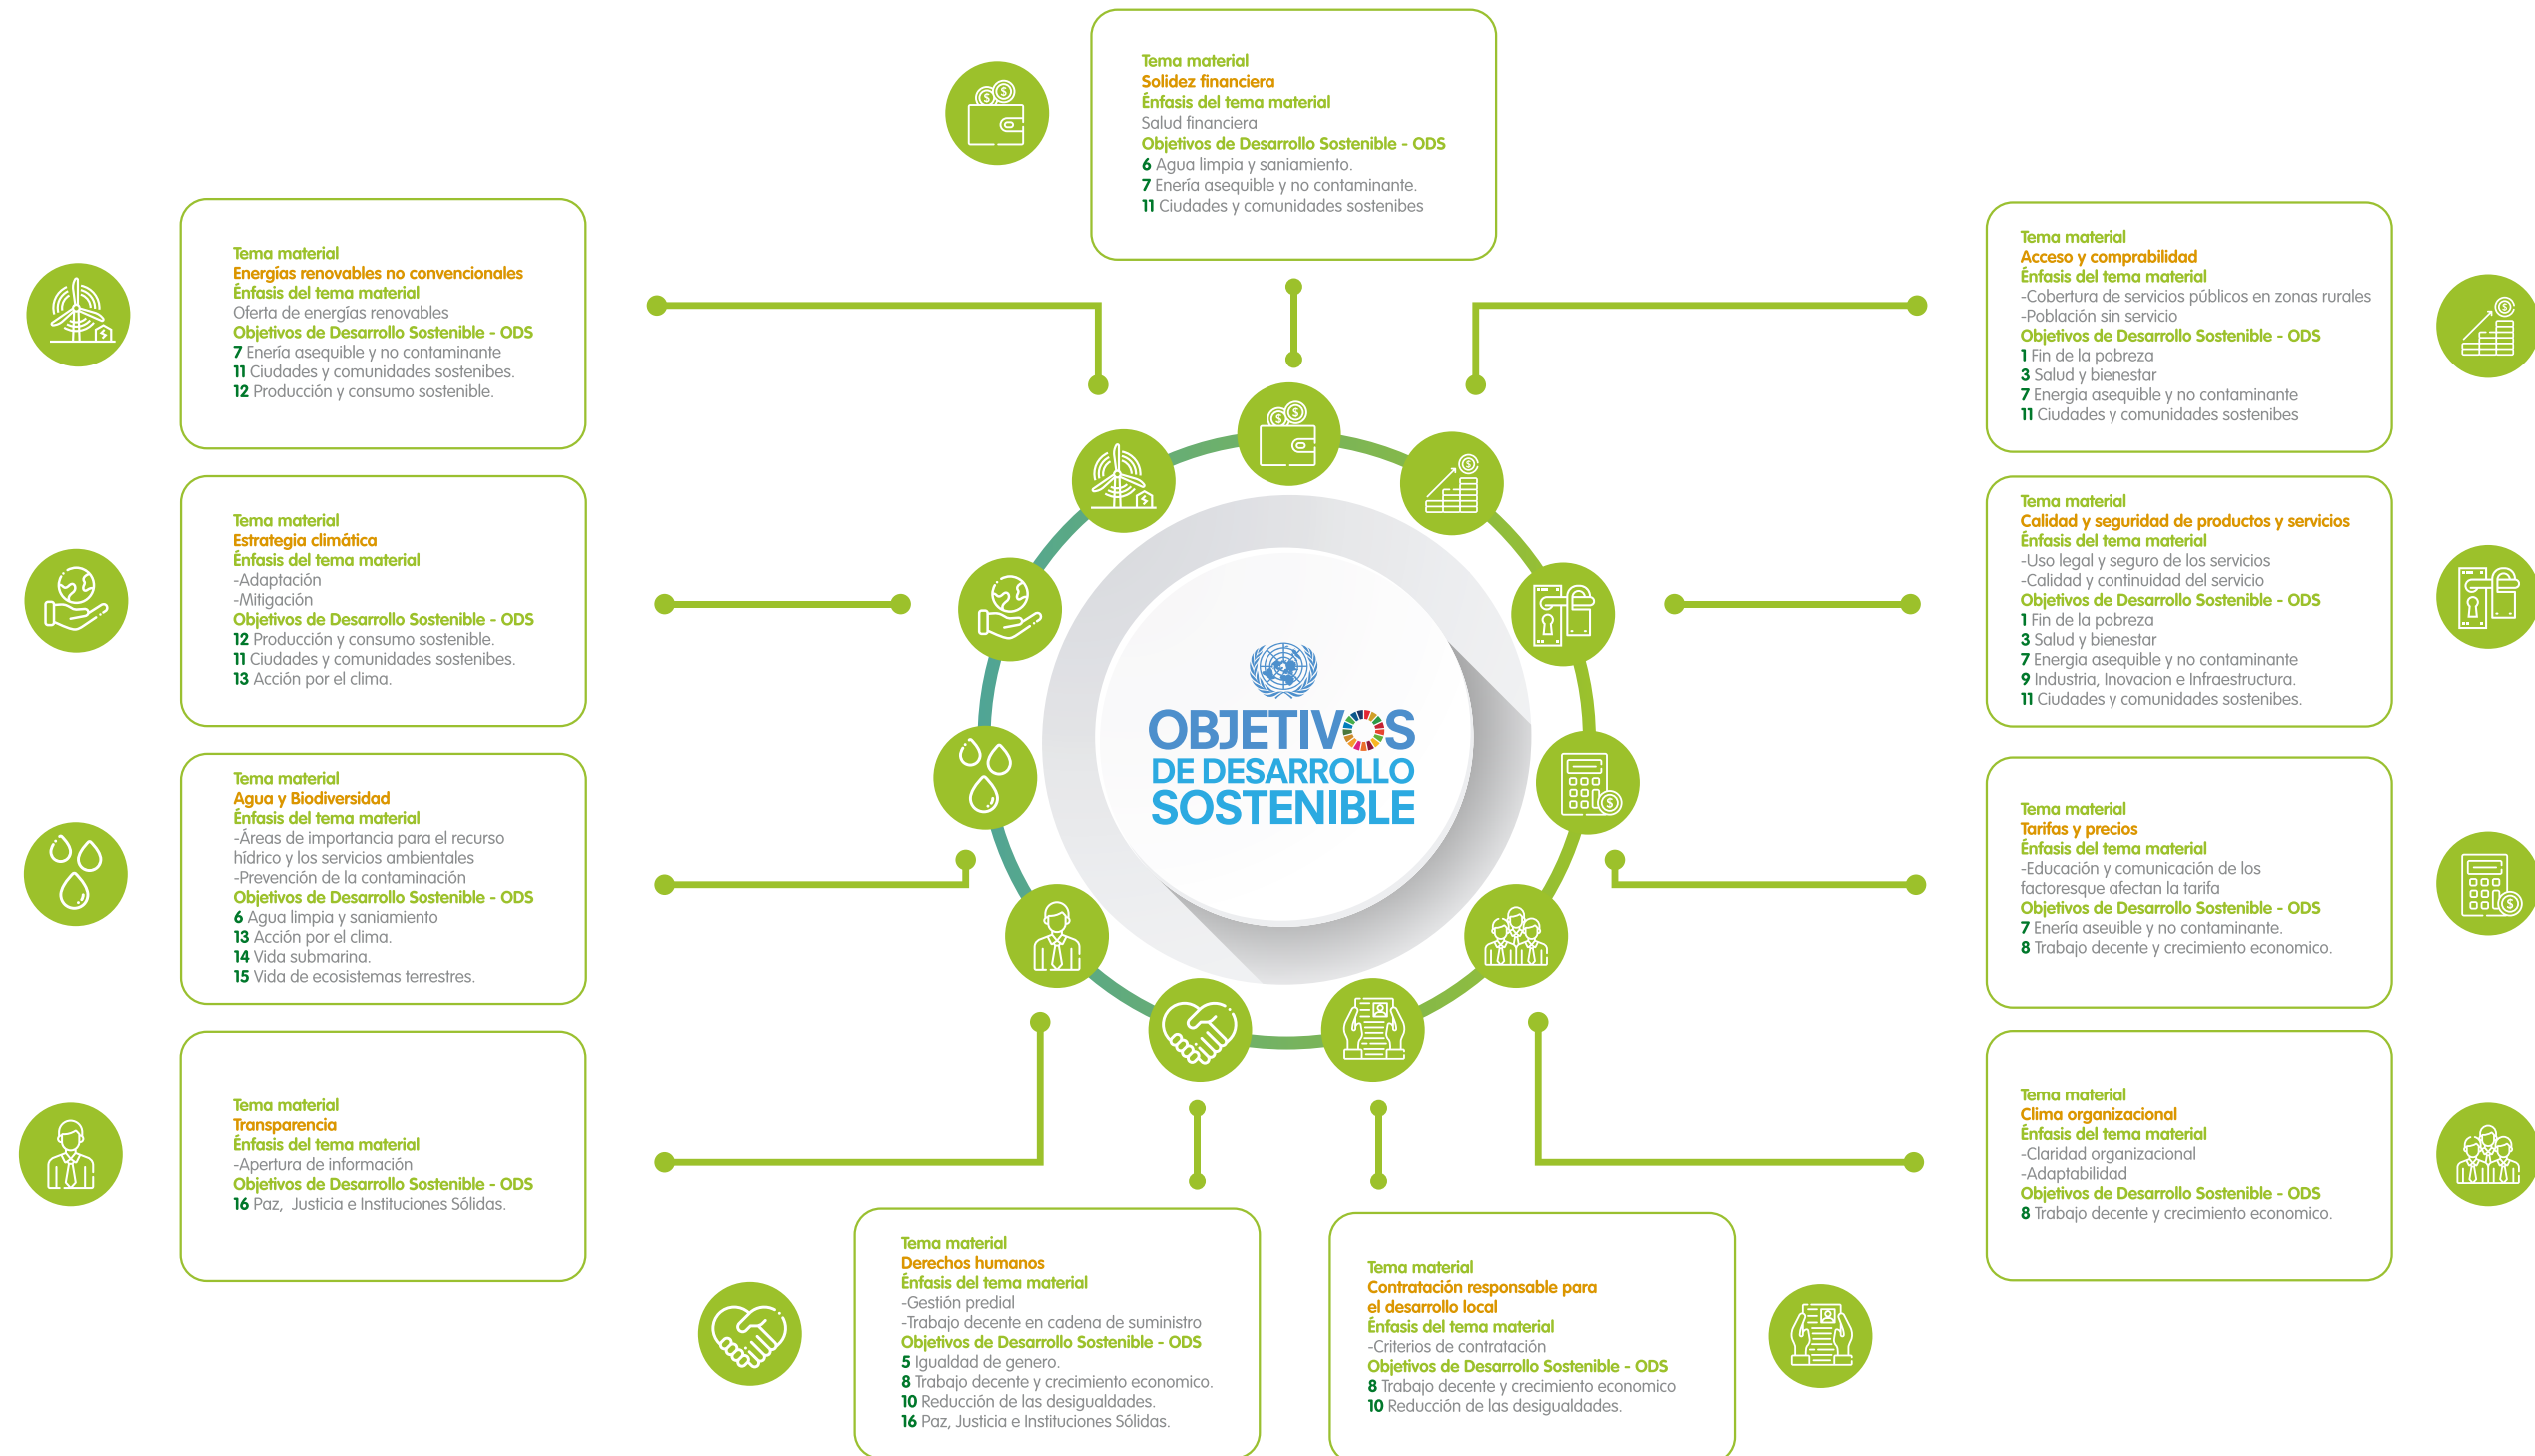 Tema material
Solidez financiera
Énfasis del tema material
Salud financiera
Objetivos de Desarrollo Sostenible - ODS
6 Agua limpia y saniamiento.
7 Enería asequible y no contaminante.
11 Ciudades y comunidades sostenibes
Tema material
Energías renovables no convencionales
Énfasis del tema material
Oferta de energías renovables
Objetivos de Desarrollo Sostenible - ODS
7 Enería asequible y no contaminante
11 Ciudades y comunidades sostenibes.
12 Producción y consumo sostenible.
Tema material
Estrategia climática
Énfasis del tema material
-Adaptación
-Mitigación
Objetivos de Desarrollo Sostenible - ODS
12 Producción y consumo sostenible.
11 Ciudades y comunidades sostenibes.
13 Acción por el clima.
Tema material
Agua y Biodiversidad
Énfasis del tema material
-Áreas de importancia para el recurso
hídrico y los servicios ambientales
-Prevención de la contaminación
Objetivos de Desarrollo Sostenible - ODS
6 Agua limpia y saniamiento
13 Acción por el clima.
14 Vida submarina.
15 Vida de ecosistemas terrestres.
Tema material
Transparencia
Énfasis del tema material
-Apertura de información
Objetivos de Desarrollo Sostenible - ODS
16 Paz, Justicia e Instituciones Sólidas.
OBJETIVOS
DE DESARROLLO
SOSTENIBLE
Tema material
Acceso y comprabilidad
Énfasis del tema material
-Cobertura de servicios públicos en zonas rurales
-Población sin servicio
Objetivos de Desarrollo Sostenible - ODS
1 Fin de la pobreza
3 Salud y bienestar
7 Energia asequible y no contaminante
11 Ciudades y comunidades sostenibes
Tema material
Calidad y seguridad de productos y servicios
Énfasis del tema material
-Uso legal y seguro de los servicios
-Calidad y continuidad del servicio
Objetivos de Desarrollo Sostenible - ODS
1 Fin de la pobreza
3 Salud y bienestar
7 Energia asequible y no contaminante
9 Industria, Inovacion e Infraestructura.
11 Ciudades y comunidades sostenibes.
Tema material
Tarifas y precios
Énfasis del tema material
-Educación y comunicación de los
factoresque afectan la tarifa
Objetivos de Desarrollo Sostenible - ODS
7 Enería aseuible y no contaminante.
8 Trabajo decente y crecimiento economico.
Tema material
Clima organizacional
Énfasis del tema material
-Claridad organizacional
-Adaptabilidad
Objetivos de Desarrollo Sostenible - ODS
8 Trabajo decente y crecimiento economico.
Tema material
Derechos humanos
Énfasis del tema material
-Gestión predial
-Trabajo decente en cadena de suministro
Objetivos de Desarrollo Sostenible - ODS
5 Igualdad de genero.
8 Trabajo decente y crecimiento economico.
10 Reducción de las desigualdades.
16 Paz, Justicia e Instituciones Sólidas.
Tema material
Contratación responsable para
el desarrollo local
Énfasis del tema material
-Criterios de contratación
Objetivos de Desarrollo Sostenible - ODS
8 Trabajo decente y crecimiento economico
10 Reducción de las desigualdades.